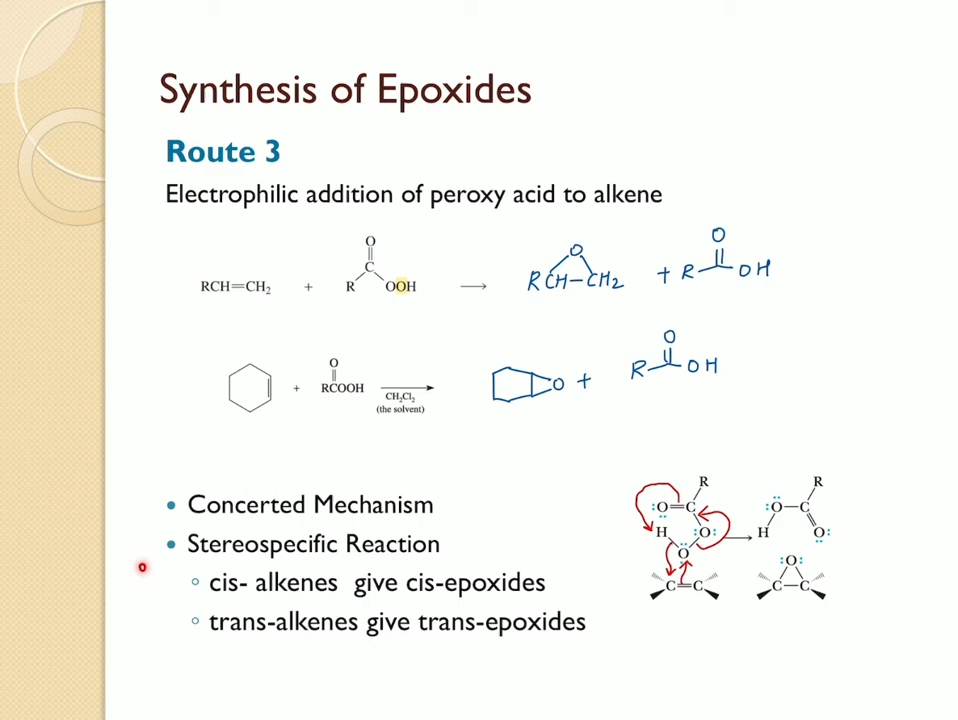 Synthesis of Epoxides
Route 3
Electrophilic addition of peroxy acid to alkene
RCH=CH₂ + R C O OOH → RCH-CH₂ O + R O OH
+ O RCOOH CH₂Cl₂ (the solvent) O + R O OH
Concerted Mechanism
Stereospecific Reaction
cis- alkenes give cis-epoxides
trans-alkenes give trans-epoxides
R R
:O=C :O-C
H O: H O:
O :O:
C=C C-C